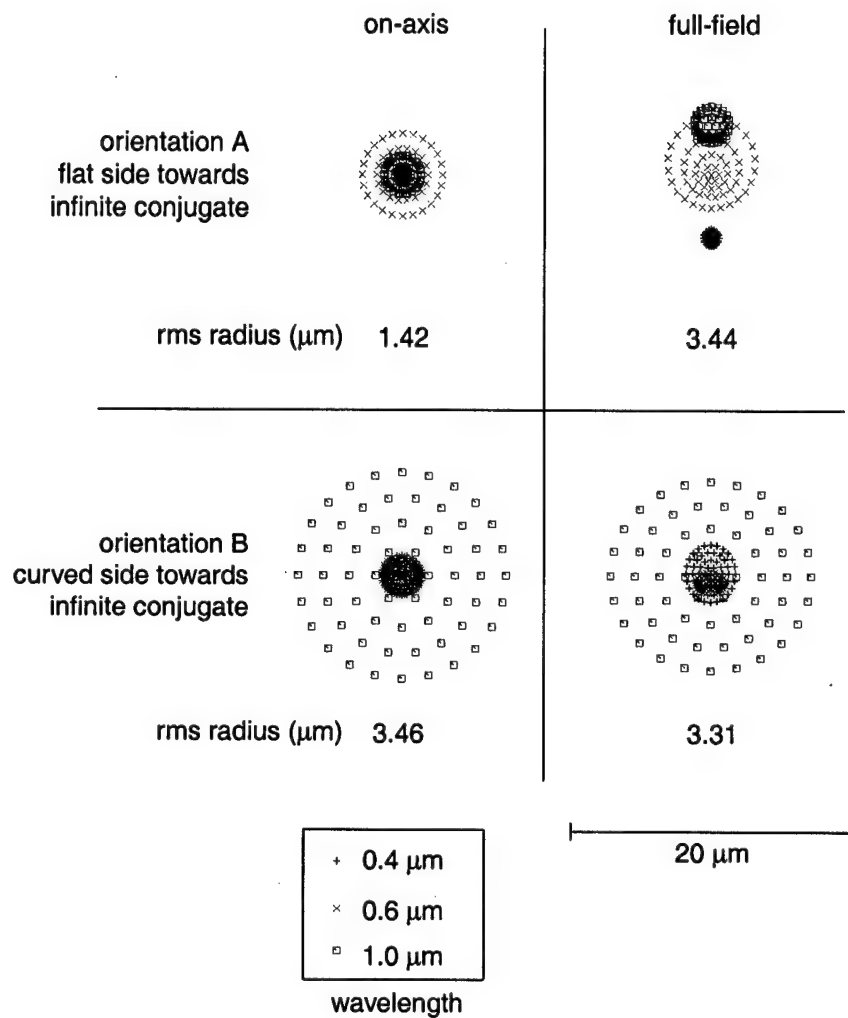 on-axis
full-field
orientation A
flat side towards
infinite conjugate
rms radius (μm) 1.42
3.44
orientation B
curved side towards
infinite conjugate
rms radius (μm) 3.46
3.31
+ 0.4 μm
× 0.6 μm
1.0 μm
wavelength
20 μm